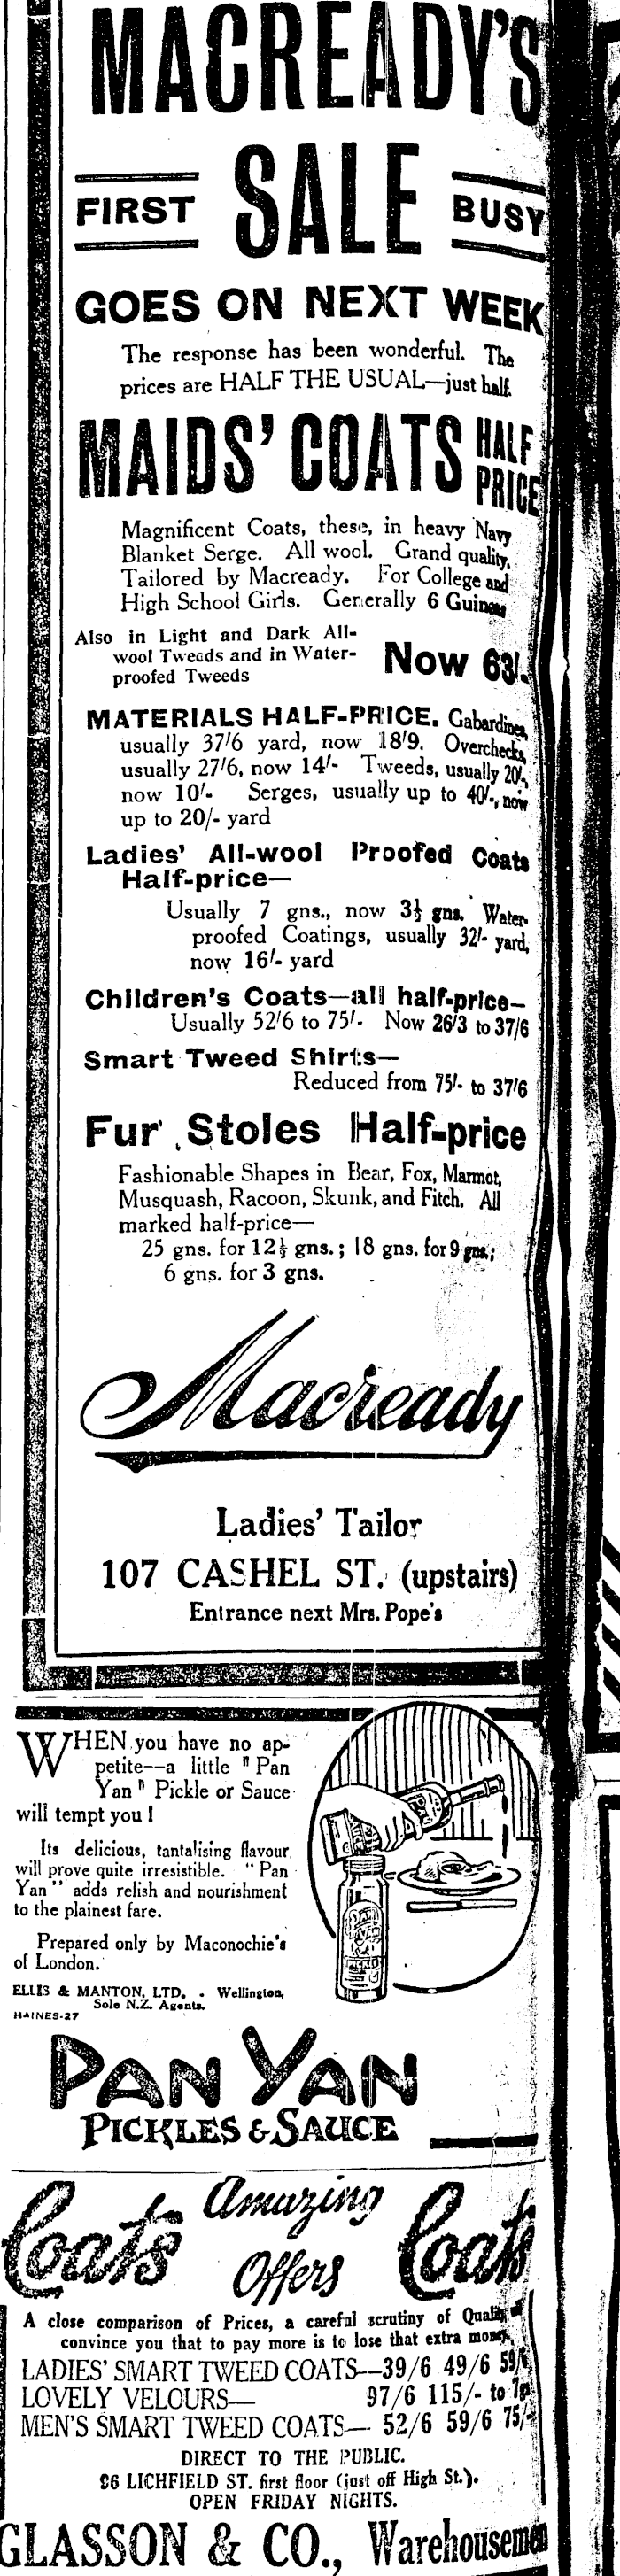 MACREADY'S
FIRST SALE BUSY
GOES ON NEXT WEEK
The response has been wonderful. The
prices are HALF THE USUAL—just half.
MAIDS' COATS HALF
PRICE
Magnificent Coats, these, in heavy Navy
Blanket Serge. All wool. Grand quality.
Tailored by Macready. For College and
High School Girls. Generally 6 Guineas
Also in Light and Dark All-
wool Tweeds and in Water-
proofed Tweeds
Now 63/-
MATERIALS HALF-PRICE. Gabardines,
usually 37/6 yard, now 18/9. Overchecks,
usually 27/6, now 14/- Tweeds, usually 20/-,
now 10/- Serges, usually up to 40/-, now
up to 20/- yard
Ladies' All-wool Proofed Coats
Half-price—
Usually 7 gns., now 3½ gns. Water-
proofed Coatings, usually 32/- yard,
now 16/- yard
Children's Coats—all half-price—
Usually 52/6 to 75/- Now 26/3 to 37/6
Smart Tweed Shirts—
Reduced from 75/- to 37/6
Fur Stoles Half-price
Fashionable Shapes in Bear, Fox, Marmot,
Musquash, Racoon, Skunk, and Fitch. All
marked half-price—
25 gns. for 12½ gns.; 18 gns. for 9 gns.;
6 gns. for 3 gns.
Macready
Ladies' Tailor
107 CASHEL ST. (upstairs)
Entrance next Mrs. Pope's
WHEN you have no ap-
petite--a little "Pan
Yan" Pickle or Sauce
will tempt you!
Its delicious, tantalising flavour
will prove quite irresistible. "Pan
Yan" adds relish and nourishment
to the plainest fare.
Prepared only by Maconochie's
of London.
ELLIS & MANTON, LTD. - Wellington,
Sole N.Z. Agents.
HAINES-27
PAN YAN
PICKLES & SAUCE
Coats Amazing Offers Coats
A close comparison of Prices, a careful scrutiny of Quality
convince you that to pay more is to lose that extra money.
LADIES' SMART TWEED COATS—39/6 49/6
LOVELY VELOURS— 97/6 115/- to
MEN'S SMART TWEED COATS— 52/6 59/6 75/-
DIRECT TO THE PUBLIC.
96 LICHFIELD ST. first floor (just off High St.).
OPEN FRIDAY NIGHTS.
GLASSON & CO., Warehousemen